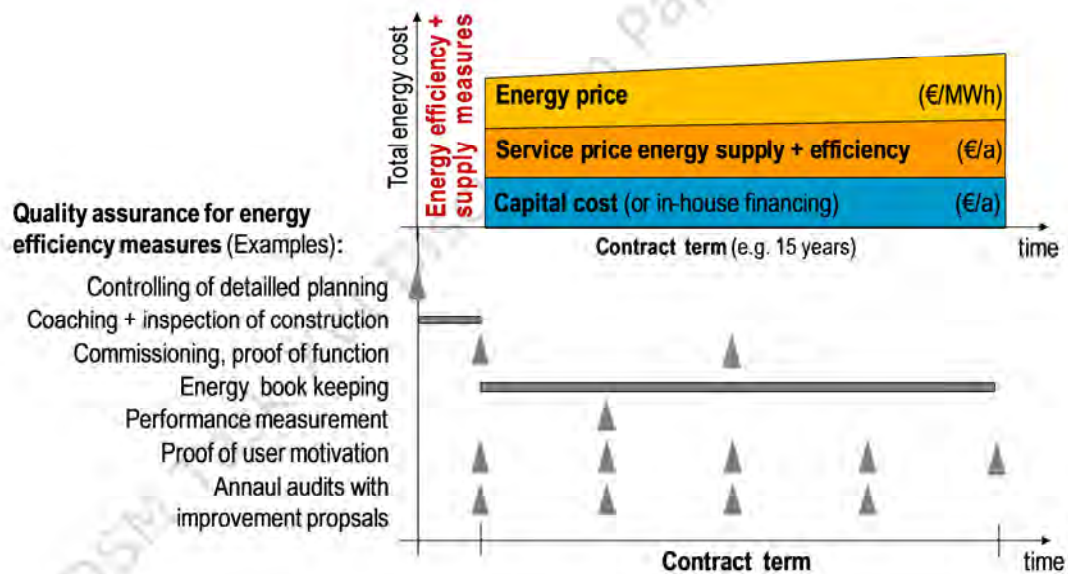 Total energy cost
Energy efficiency +
supply measures
Energy price (€/MWh)
Service price energy supply + efficiency (€/a)
Capital cost (or in-house financing) (€/a)
Contract term (e.g. 15 years)
time
Quality assurance for energy
efficiency measures (Examples):
Controlling of detailled planning
Coaching + inspection of construction
Commissioning, proof of function
Energy book keeping
Performance measurement
Proof of user motivation
Annaul audits with
improvement propsals
Contract term
time